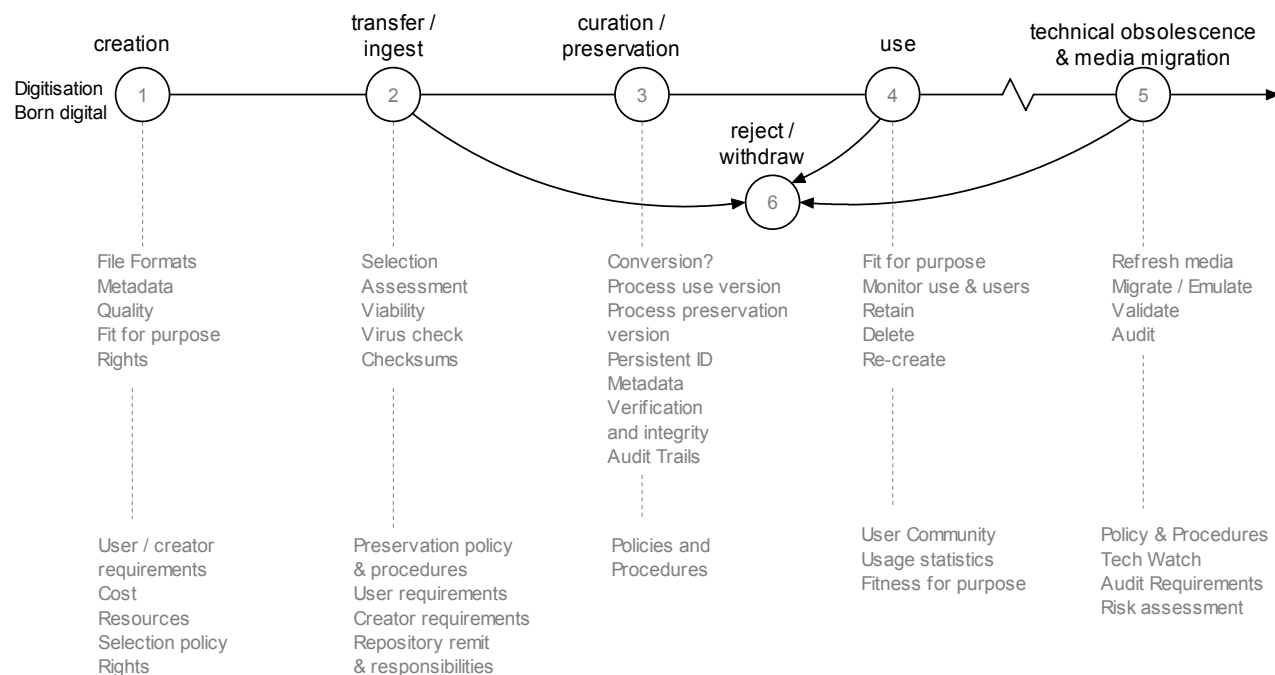 creation
transfer /
ingest
curation /
preservation
use
technical obsolescence
& media migration
Digitisation
Born digital
1
2
3
4
5
reject /
withdraw
6
File Formats
Metadata
Quality
Fit for purpose
Rights
Selection
Assessment
Viability
Virus check
Checksums
Conversion?
Process use version
Process preservation
version
Persistent ID
Metadata
Verification
and integrity
Audit Trails
Fit for purpose
Monitor use & users
Retain
Delete
Re-create
Refresh media
Migrate / Emulate
Validate
Audit
User / creator
requirements
Cost
Resources
Selection policy
Rights
Preservation policy
& procedures
User requirements
Creator requirements
Repository remit
& responsibilities
Policies and
Procedures
User Community
Usage statistics
Fitness for purpose
Policy & Procedures
Tech Watch
Audit Requirements
Risk assessment